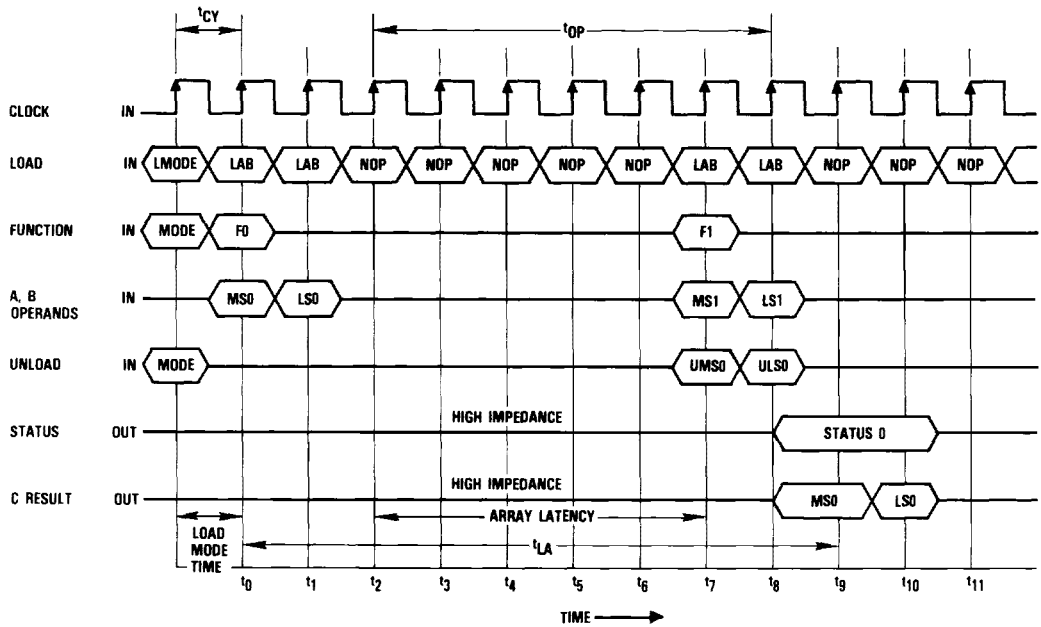 tCY
tOP
CLOCK IN
LOAD IN LMODE LAB LAB NOP NOP NOP NOP NOP LAB LAB NOP NOP NOP
FUNCTION IN MODE F0 F1
A, B OPERANDS IN MS0 LS0 MS1 LS1
UNLOAD IN MODE UMS0 ULS0
HIGH IMPEDANCE
STATUS OUT STATUS 0
HIGH IMPEDANCE
C RESULT OUT MS0 LS0
ARRAY LATENCY
LOAD MODE TIME
tLA
t0 t1 t2 t3 t4 t5 t6 t7 t8 t9 t10 t11
TIME